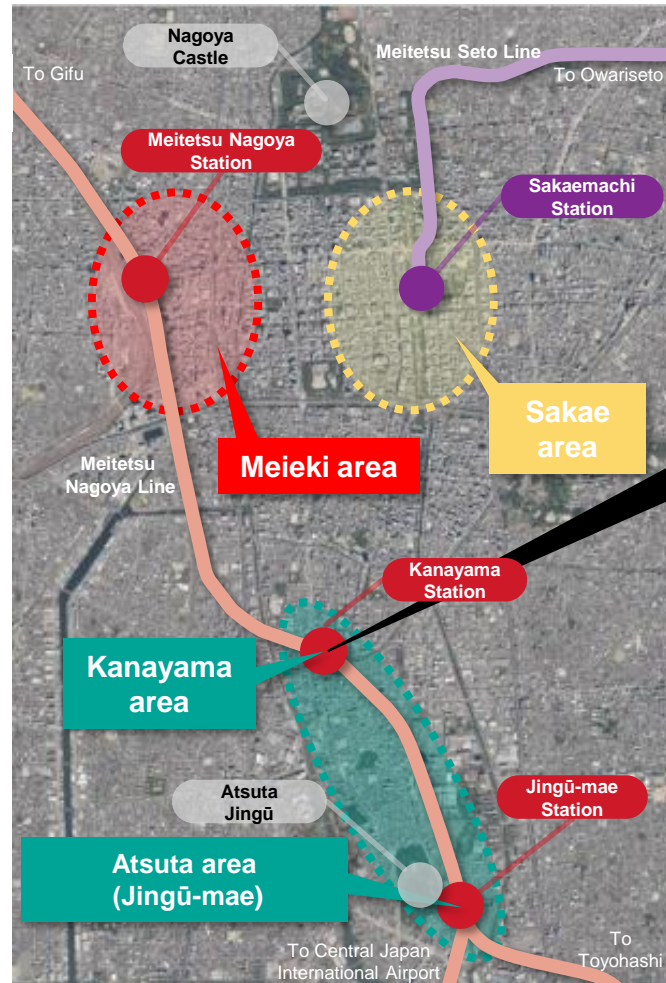 Nagoya
Castle
Meitetsu Seto Line
To Gifu
To Owariseto
Meitetsu Nagoya
Station
Sakaemachi
Station
Sakae
area
Meieki area
Meitetsu
Nagoya Line
Kanayama
Station
Kanayama
area
Atsuta
Jingū
Jingū-mae
Station
Atsuta area
(Jingū-mae)
To Central Japan
International Airport
To
Toyohashi